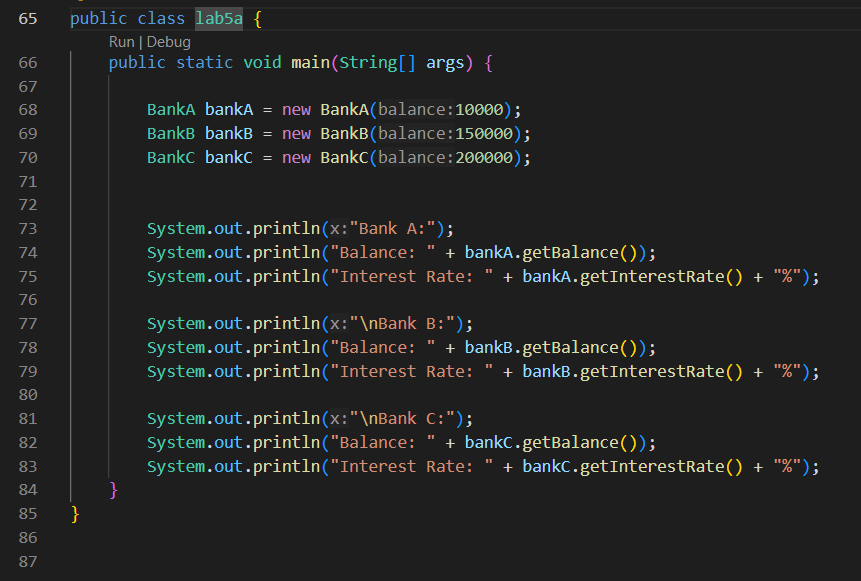 65 public class lab5a {
Run | Debug
66 public static void main(String[] args) {
67
68 BankA bankA = new BankA(balance:10000);
69 BankB bankB = new BankB(balance:150000);
70 BankC bankC = new BankC(balance:200000);
71
72
73 System.out.println(x:"Bank A:");
74 System.out.println("Balance: " + bankA.getBalance());
75 System.out.println("Interest Rate: " + bankA.getInterestRate() + "%");
76
77 System.out.println(x:"\nBank B:");
78 System.out.println("Balance: " + bankB.getBalance());
79 System.out.println("Interest Rate: " + bankB.getInterestRate() + "%");
80
81 System.out.println(x:"\nBank C:");
82 System.out.println("Balance: " + bankC.getBalance());
83 System.out.println("Interest Rate: " + bankC.getInterestRate() + "%");
84 }
85 }
86
87